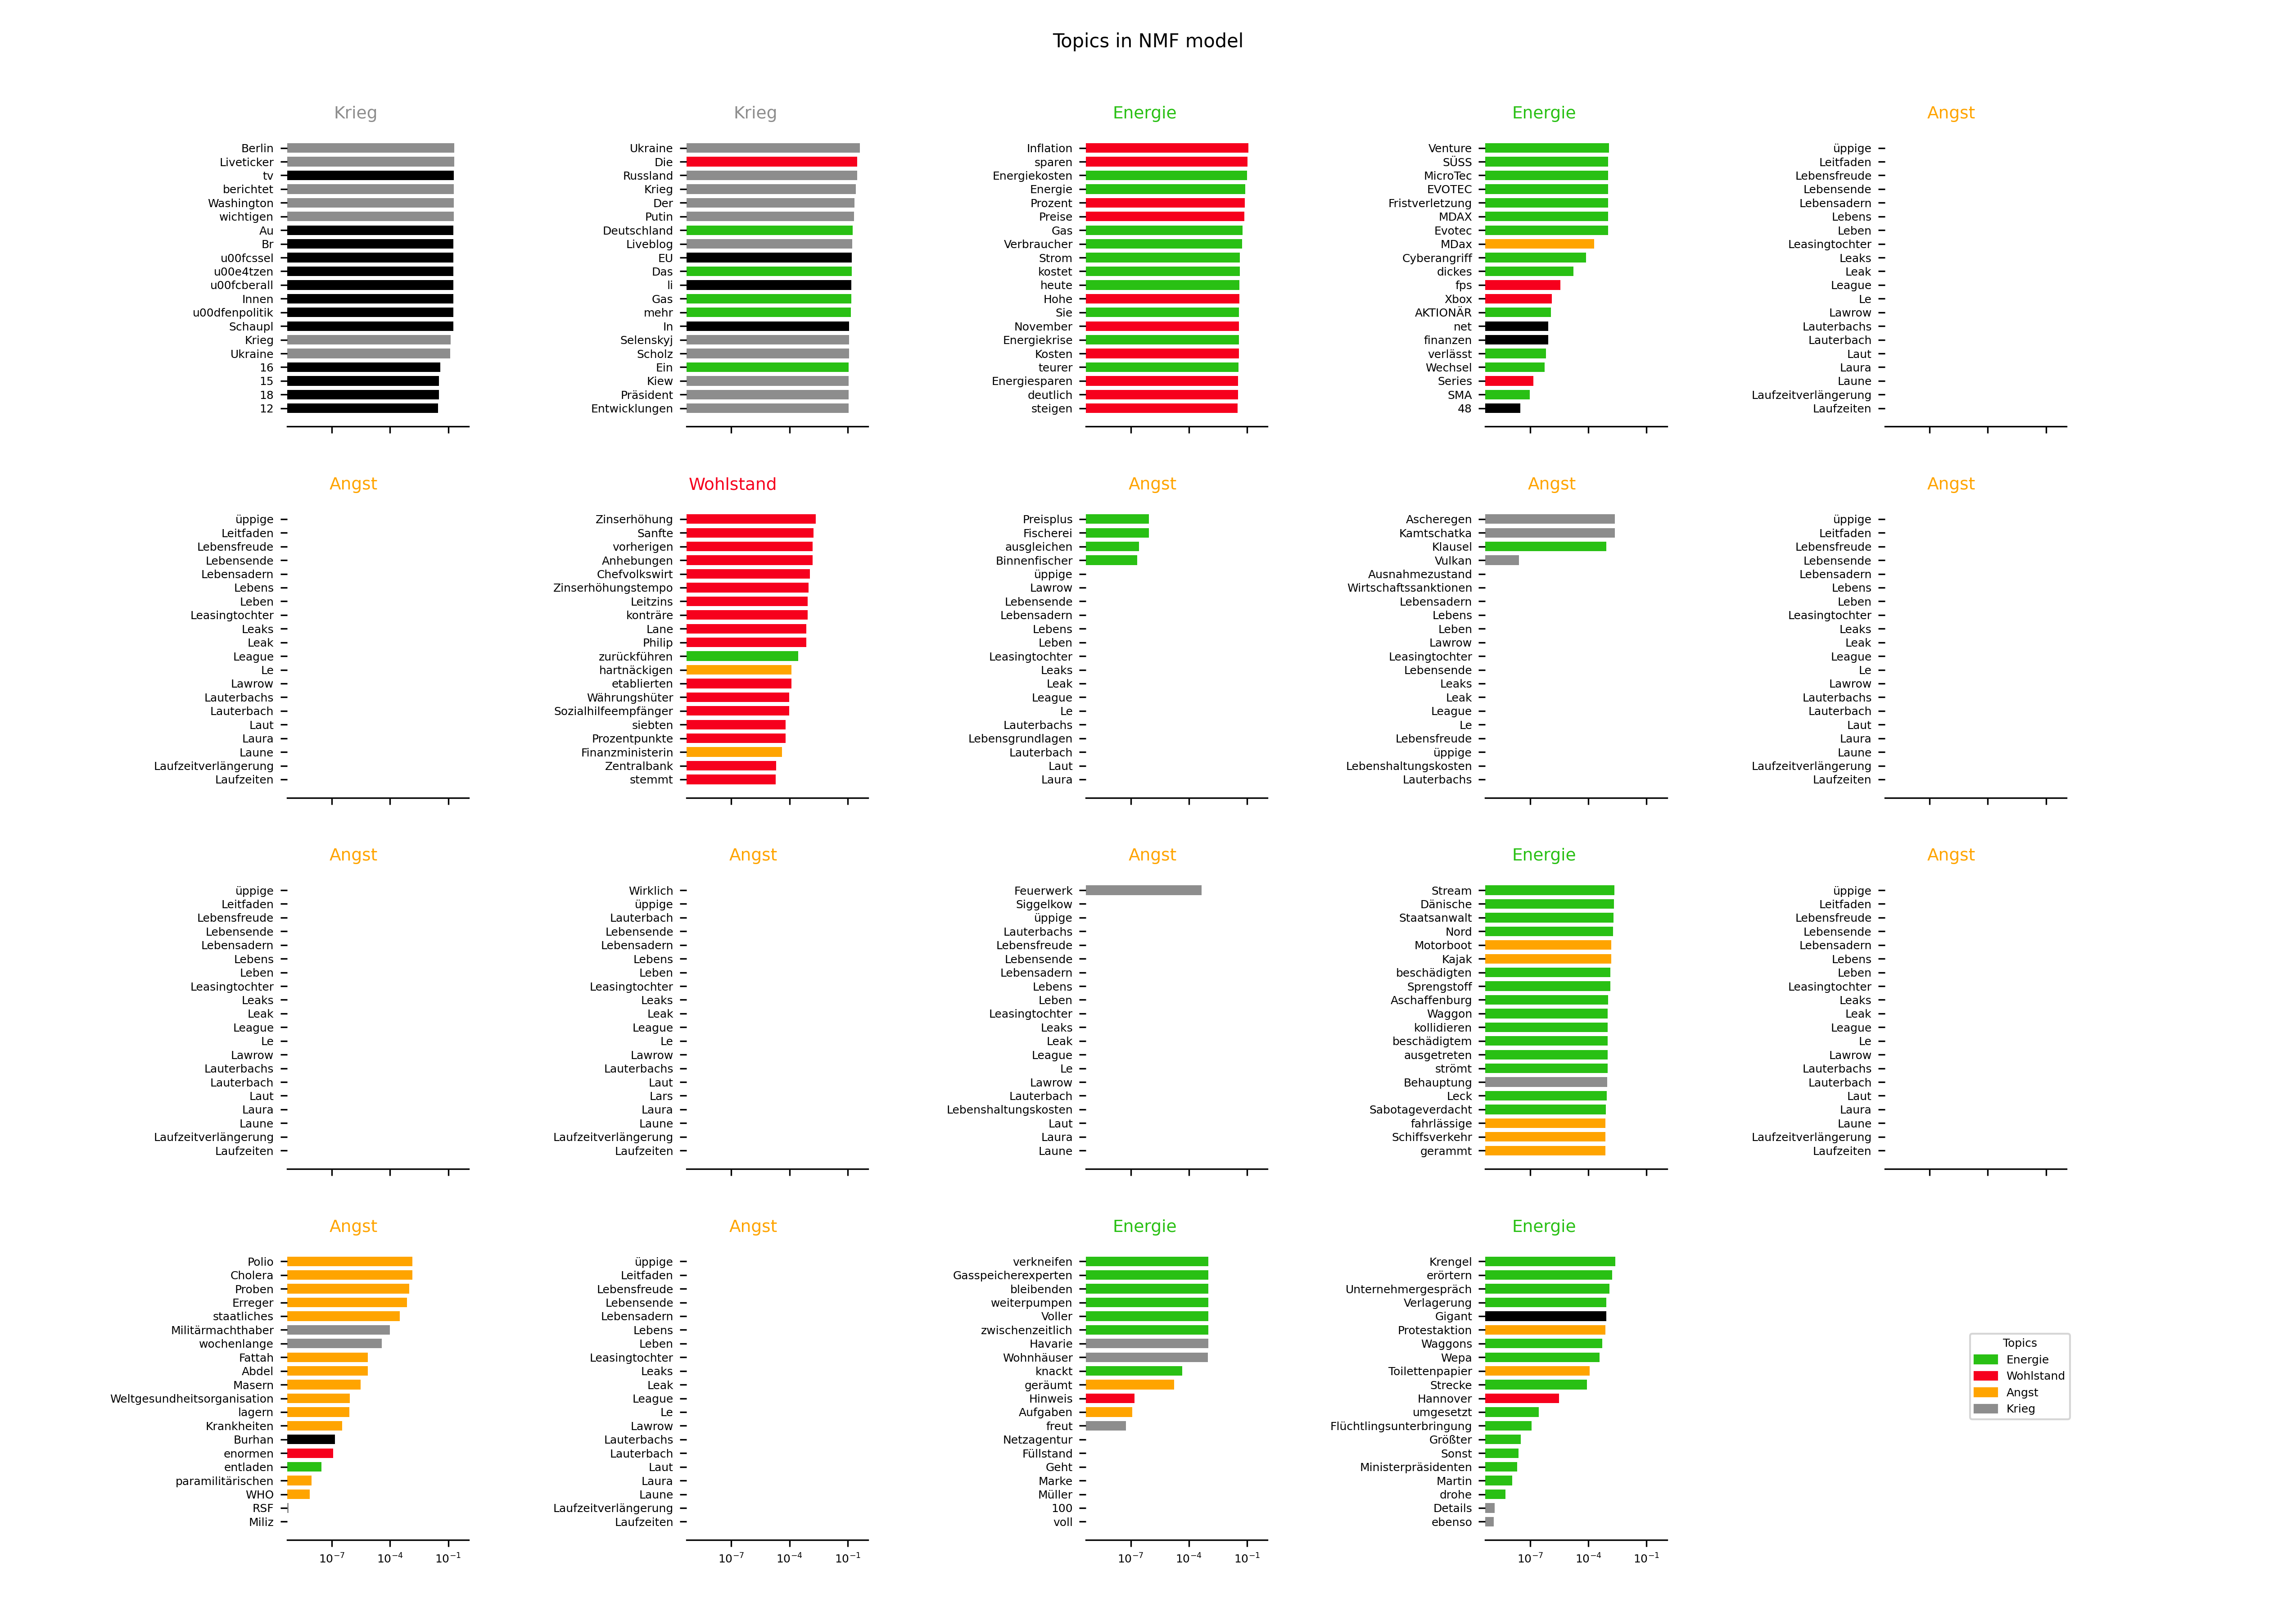 Topics in NMF model
Krieg
Berlin
Liveticker
tv
berichtet
Washington
wichtigen
Au
Br
u00fcssel
u00e4tzen
u00fcberall
Innen
u00dfenpolitik
Schaupl
Krieg
Ukraine
16
15
18
12
Krieg
Ukraine
Die
Russland
Krieg
Der
Putin
Deutschland
Liveblog
EU
Das
li
Gas
mehr
In
Selenskyj
Scholz
Ein
Kiew
Präsident
Entwicklungen
Energie
Inflation
sparen
Energiekosten
Energie
Prozent
Preise
Gas
Verbraucher
Strom
kostet
heute
Hohe
Sie
November
Energiekrise
Kosten
teurer
Energiesparen
deutlich
steigen
Energie
Venture
SÜSS
MicroTec
EVOTEC
Fristverletzung
MDAX
Evotec
MDax
Cyberangriff
dickes
fps
Xbox
AKTIONÄR
net
finanzen
verlässt
Wechsel
Series
SMA
48
Angst
üppige
Leitfaden
Lebensfreude
Lebensende
Lebensadern
Lebens
Leben
Leasingtochter
Leaks
Leak
League
Le
Lawrow
Lauterbachs
Lauterbach
Laut
Laura
Laune
Laufzeitverlängerung
Laufzeiten
Angst
üppige
Leitfaden
Lebensfreude
Lebensende
Lebensadern
Lebens
Leben
Leasingtochter
Leaks
Leak
League
Le
Lawrow
Lauterbachs
Lauterbach
Laut
Laura
Laune
Laufzeitverlängerung
Laufzeiten
Wohlstand
Zinserhöhung
Sanfte
vorherigen
Anhebungen
Chefvolkswirt
Zinserhöhungstempo
Leitzins
konträre
Lane
Philip
zurückführen
hartnäckigen
etablierten
Währungshüter
Sozialhilfeempfänger
siebten
Prozentpunkte
Finanzministerin
Zentralbank
stemmt
Angst
Preisplus
Fischerei
ausgleichen
Binnenfischer
üppige
Lawrow
Lebensende
Lebensadern
Lebens
Leben
Leasingtochter
Leaks
Leak
League
Le
Lauterbachs
Lebensgrundlagen
Lauterbach
Laut
Laura
Angst
Ascheregen
Kamtschatka
Klausel
Vulkan
Ausnahmezustand
Wirtschaftssanktionen
Lebensadern
Lebens
Leben
Lawrow
Leasingtochter
Lebensende
Leaks
Leak
League
Le
Lebensfreude
üppige
Lebenshaltungskosten
Lauterbachs
Angst
üppige
Leitfaden
Lebensfreude
Lebensende
Lebensadern
Lebens
Leben
Leasingtochter
Leaks
Leak
League
Le
Lawrow
Lauterbachs
Lauterbach
Laut
Laura
Laune
Laufzeitverlängerung
Laufzeiten
Angst
üppige
Leitfaden
Lebensfreude
Lebensende
Lebensadern
Lebens
Leben
Leasingtochter
Leaks
Leak
League
Le
Lawrow
Lauterbachs
Lauterbach
Laut
Laura
Laune
Laufzeitverlängerung
Laufzeiten
Angst
Wirklich
üppige
Lauterbach
Lebensende
Lebensadern
Lebens
Leben
Leasingtochter
Leaks
Leak
League
Le
Lawrow
Lauterbachs
Laut
Lars
Laura
Laune
Laufzeitverlängerung
Laufzeiten
Angst
Feuerwerk
Siggelkow
üppige
Lauterbachs
Lebensfreude
Lebensende
Lebensadern
Lebens
Leben
Leasingtochter
Leaks
Leak
League
Le
Lawrow
Lauterbach
Lebenshaltungskosten
Laut
Laura
Laune
Energie
Stream
Dänische
Staatsanwalt
Nord
Motorboot
Kajak
beschädigten
Sprengstoff
Aschaffenburg
Waggon
kollidieren
beschädigtem
ausgetreten
strömt
Behauptung
Leck
Sabotageverdacht
fahrlässige
Schiffsverkehr
gerammt
Angst
üppige
Leitfaden
Lebensfreude
Lebensende
Lebensadern
Lebens
Leben
Leasingtochter
Leaks
Leak
League
Le
Lawrow
Lauterbachs
Lauterbach
Laut
Laura
Laune
Laufzeitverlängerung
Laufzeiten
Angst
Polio
Cholera
Proben
Erreger
staatliches
Militärmachthaber
wochenlange
Fattah
Abdel
Masern
Weltgesundheitsorganisation
lagern
Krankheiten
Burhan
enormen
entladen
paramilitärischen
WHO
RSF
Miliz
10⁻⁷ 10⁻⁴ 10⁻¹
Angst
üppige
Leitfaden
Lebensfreude
Lebensende
Lebensadern
Lebens
Leben
Leasingtochter
Leaks
Leak
League
Le
Lawrow
Lauterbachs
Lauterbach
Laut
Laura
Laune
Laufzeitverlängerung
Laufzeiten
10⁻⁷ 10⁻⁴ 10⁻¹
Energie
verkneifen
Gasspeicherexperten
bleibenden
weiterpumpen
Voller
zwischenzeitlich
Havarie
Wohnhäuser
knackt
geräumt
Hinweis
Aufgaben
freut
Netzagentur
Füllstand
Geht
Marke
Müller
100
voll
10⁻⁷ 10⁻⁴ 10⁻¹
Energie
Krengel
erörtern
Unternehmergespräch
Verlagerung
Gigant
Protestaktion
Waggons
Wepa
Toilettenpapier
Strecke
Hannover
umgesetzt
Flüchtlingsunterbringung
Größter
Sonst
Ministerpräsidenten
Martin
drohe
Details
ebenso
10⁻⁷ 10⁻⁴ 10⁻¹
Topics
Energie
Wohlstand
Angst
Krieg